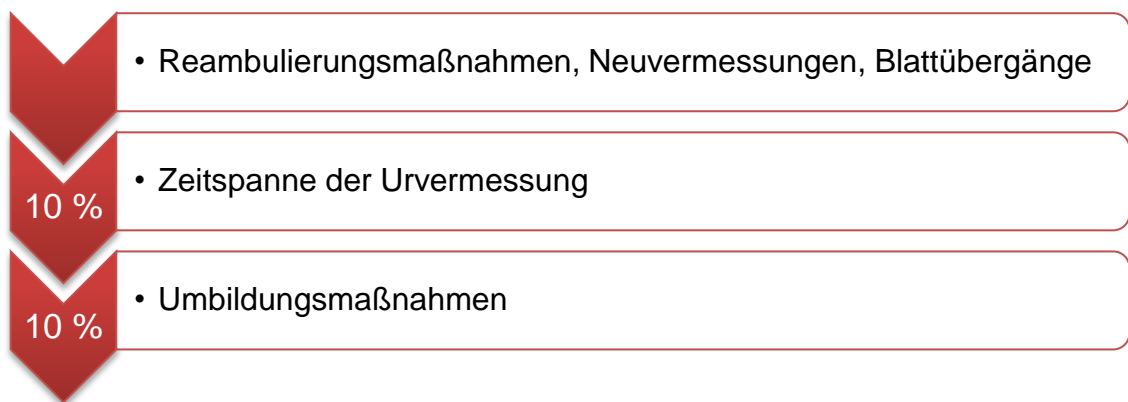 • Reambulierungsmaßnahmen, Neuvermessungen, Blattübergänge
10 %
• Zeitspanne der Urvermessung
10 %
• Umbildungsmaßnahmen